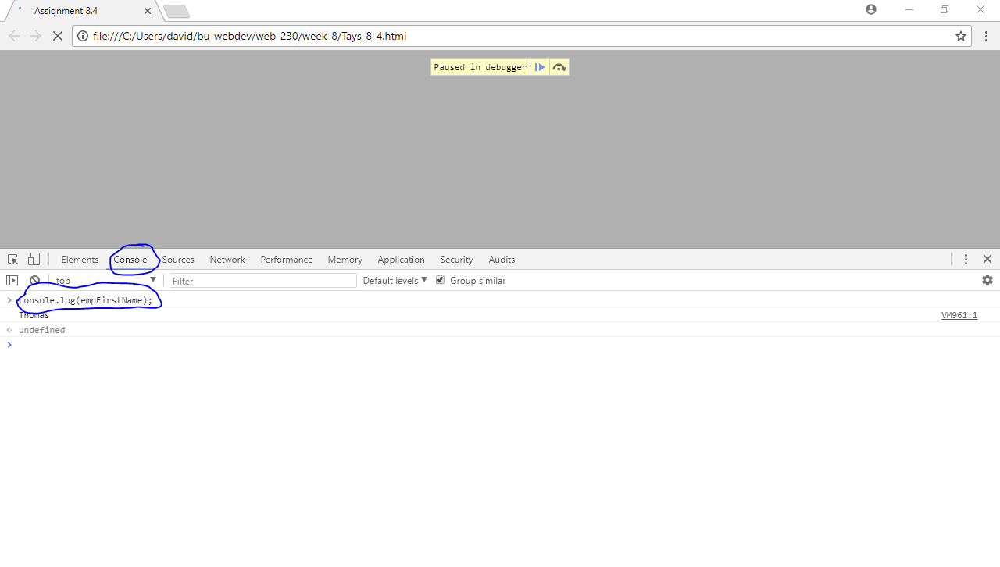 Assignment 8.4
file:///C:/Users/david/bu-webdev/web-230/week-8/Tays_8-4.html
Paused in debugger
Elements Console Sources Network Performance Memory Application Security Audits
top Filter Default levels Group similar
console.log(empFirstName);
Thomas VM961:1
undefined